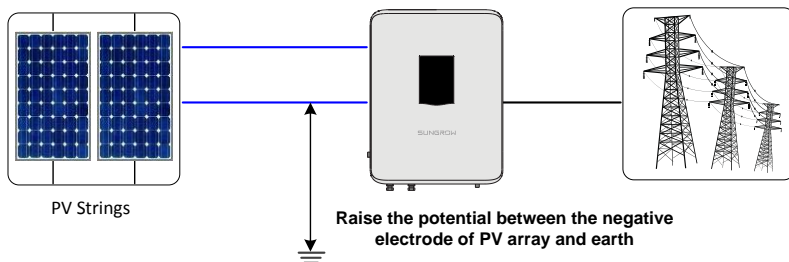 SUNGROW
PV Strings
Raise the potential between the negative
electrode of PV array and earth